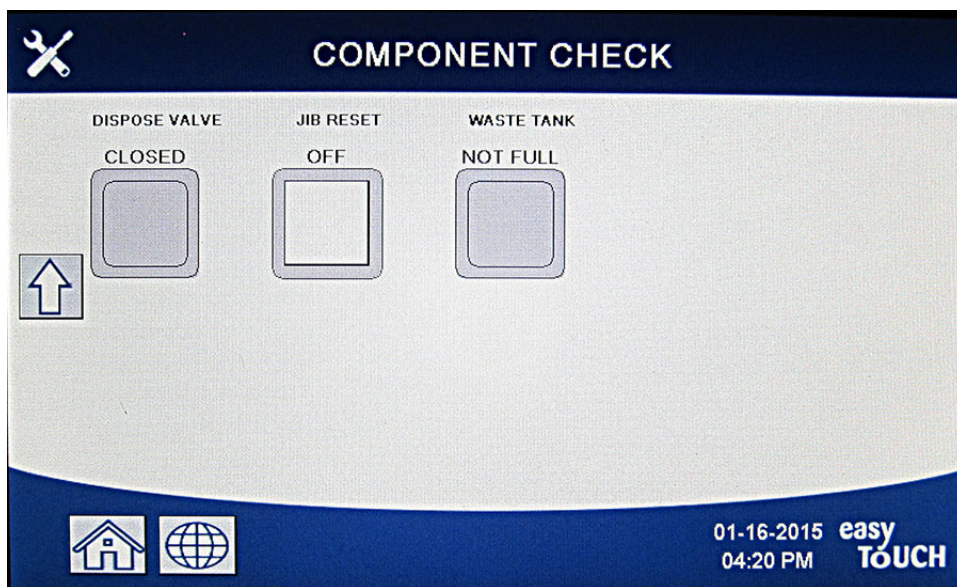 COMPONENT CHECK
DISPOSE VALVE
JIB RESET
WASTE TANK
CLOSED
OFF
NOT FULL
01-16-2015
04:20 PM
easy
TOUCH